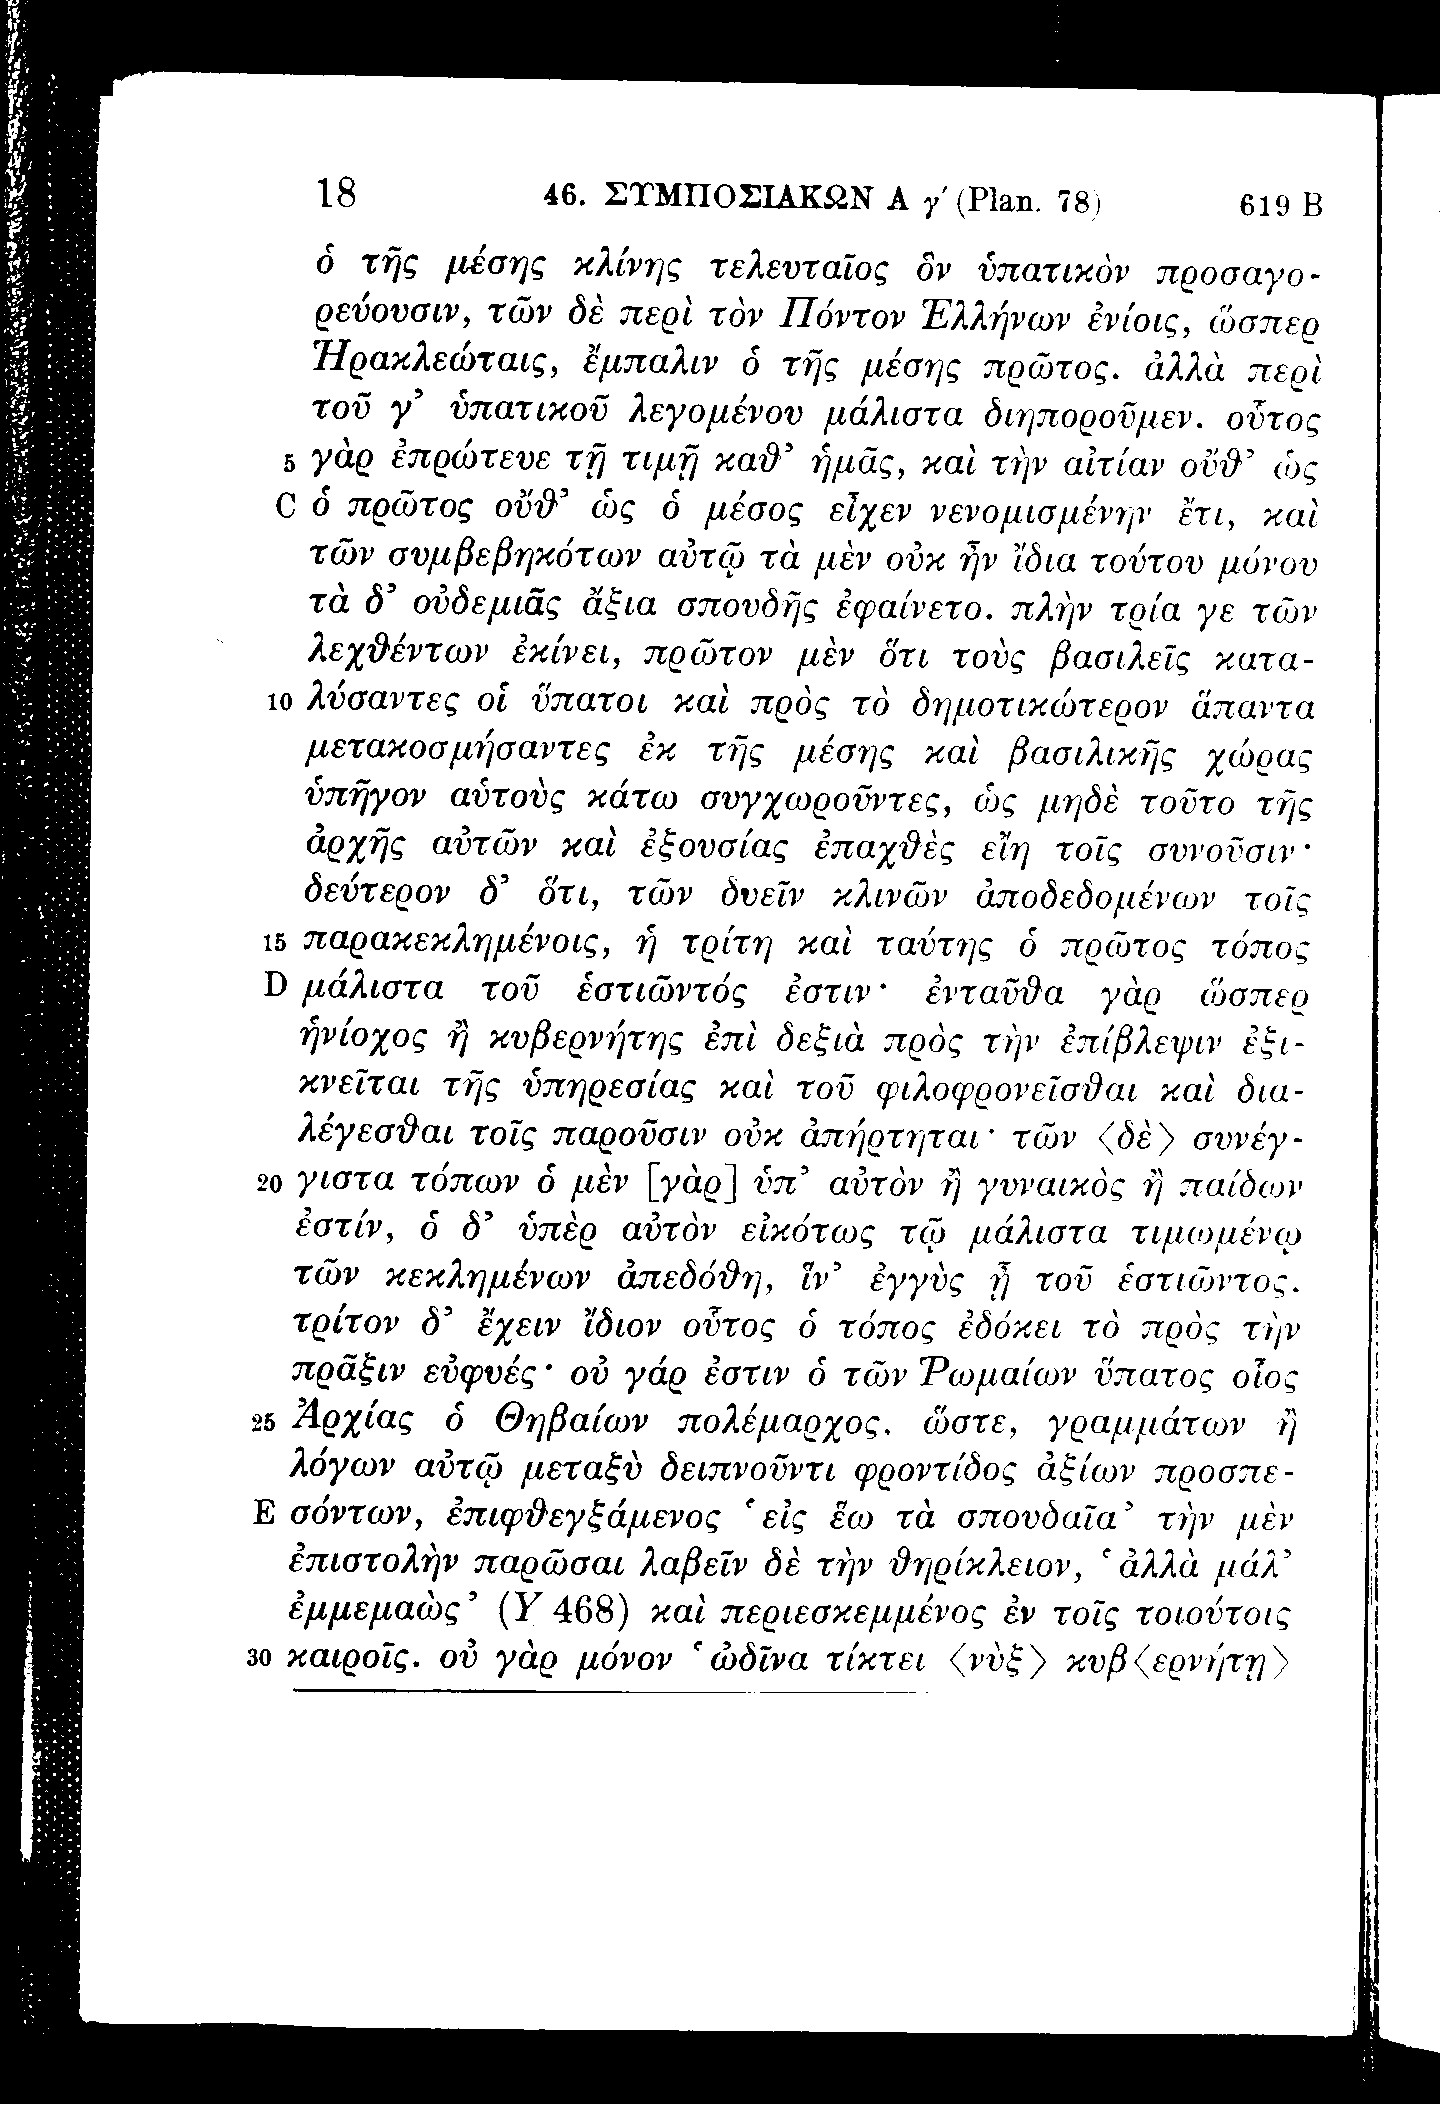 18 46. ΣΥΜΠΟΣΙΑΚΩΝ Α γ′ (Plan. 78) 619 B
ὁ τῆς μέσης κλίνης τελευταῖος ὃν ὑπατικὸν προσαγο-
ρεύουσιν, τῶν δὲ περὶ τὸν Πόντον Ἑλλήνων ἐνίοις, ὥσπερ
Ἡρακλεώταις, ἔμπαλιν ὁ τῆς μέσης πρῶτος. ἀλλὰ περὶ
τοῦ γ’ ὑπατικοῦ λεγομένου μάλιστα διηποροῦμεν. οὗτος
5 γὰρ ἐπρώτευε τῇ τιμῇ καθ’ ἡμᾶς, καὶ τὴν αἰτίαν οὔθ’ ὡς
C ὁ πρῶτος οὔθ’ ὡς ὁ μέσος εἶχεν νενομισμένην ἔτι, καὶ
τῶν συμβεβηκότων αὐτῷ τὰ μὲν οὐκ ἦν ἴδια τούτου μόνου
τὰ δ’ οὐδεμιᾶς ἄξια σπουδῆς ἐφαίνετο. πλὴν τρία γε τῶν
λεχθέντων ἐκίνει, πρῶτον μὲν ὅτι τοὺς βασιλεῖς κατα-
10 λύσαντες οἱ ὕπατοι καὶ πρὸς τὸ δημοτικώτερον ἅπαντα
μετακοσμήσαντες ἐκ τῆς μέσης καὶ βασιλικῆς χώρας
ὑπῆγον αὑτοὺς κάτω συγχωροῦντες, ὡς μηδὲ τοῦτο τῆς
ἀρχῆς αὐτῶν καὶ ἐξουσίας ἐπαχθὲς εἴη τοῖς συνοῦσιν·
δεύτερον δ’ ὅτι, τῶν δυεῖν κλινῶν ἀποδεδομένων τοῖς
15 παρακεκλημένοις, ἡ τρίτη καὶ ταύτης ὁ πρῶτος τόπος
D μάλιστα τοῦ ἑστιῶντός ἐστιν· ἐνταῦθα γὰρ ὥσπερ
ἡνίοχος ἢ κυβερνήτης ἐπὶ δεξιὰ πρὸς τὴν ἐπίβλεψιν ἐξι-
κνεῖται τῆς ὑπηρεσίας καὶ τοῦ φιλοφρονεῖσθαι καὶ δια-
λέγεσθαι τοῖς παροῦσιν οὐκ ἀπήρτηται· τῶν ⟨δὲ⟩ συνέγ-
20 γιστα τόπων ὁ μὲν [γὰρ] ὑπ’ αὐτὸν ἢ γυναικὸς ἢ παίδων
ἐστίν, ὁ δ’ ὑπὲρ αὐτὸν εἰκότως τῷ μάλιστα τιμωμένῳ
τῶν κεκλημένων ἀπεδόθη, ἵν’ ἐγγὺς ᾖ τοῦ ἑστιῶντος.
τρίτον δ’ ἔχειν ἴδιον οὗτος ὁ τόπος ἐδόκει τὸ πρὸς τὴν
πρᾶξιν εὐφυές· οὐ γάρ ἐστιν ὁ τῶν Ῥωμαίων ὕπατος οἷος
25 Ἀρχίας ὁ Θηβαίων πολέμαρχος. ὥστε, γραμμάτων ἢ
λόγων αὐτῷ μεταξὺ δειπνοῦντι φροντίδος ἀξίων προσπε-
E σόντων, ἐπιφθεγξάμενος ‘εἰς ἕω τὰ σπουδαῖα’ τὴν μὲν
ἐπιστολὴν παρῶσαι λαβεῖν δὲ τὴν θηρίκλειον, ‘ἀλλὰ μάλ’
ἐμμεμαὼς’ (Υ 468) καὶ περιεσκεμμένος ἐν τοῖς τοιούτοις
30 καιροῖς. οὐ γὰρ μόνον ‘ὠδῖνα τίκτει ⟨νὺξ⟩ κυβ⟨ερνήτῃ⟩